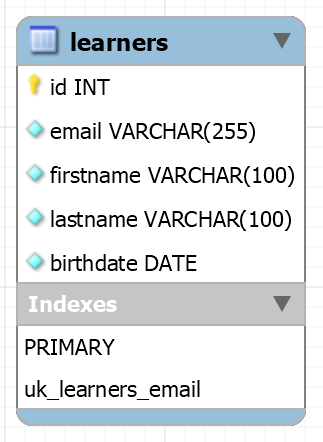 learners
id INT
email VARCHAR(255)
firstname VARCHAR(100)
lastname VARCHAR(100)
birthdate DATE
Indexes
PRIMARY
uk_learners_email